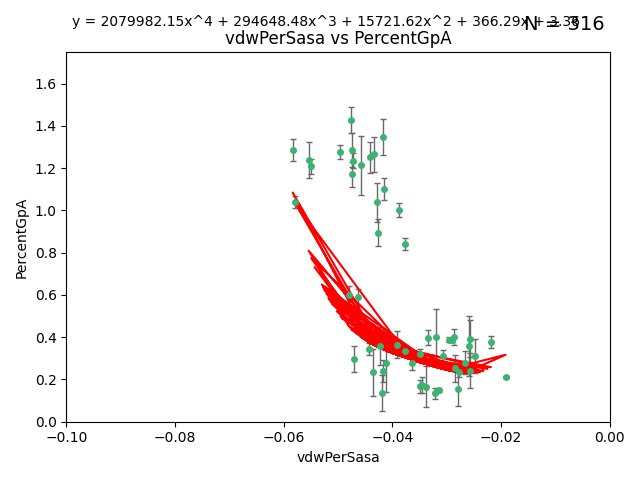 y = 2079982.15x^4 + 294648.48x^3 + 15721.62x^2 + 366.29x + 3.36
N = 316
vdwPerSasa vs PercentGpA
1.6
1.4
1.2
1.0
0.8
0.6
0.4
0.2
0.0
PercentGpA
−0.10 −0.08 −0.06 −0.04 −0.02 0.00
vdwPerSasa